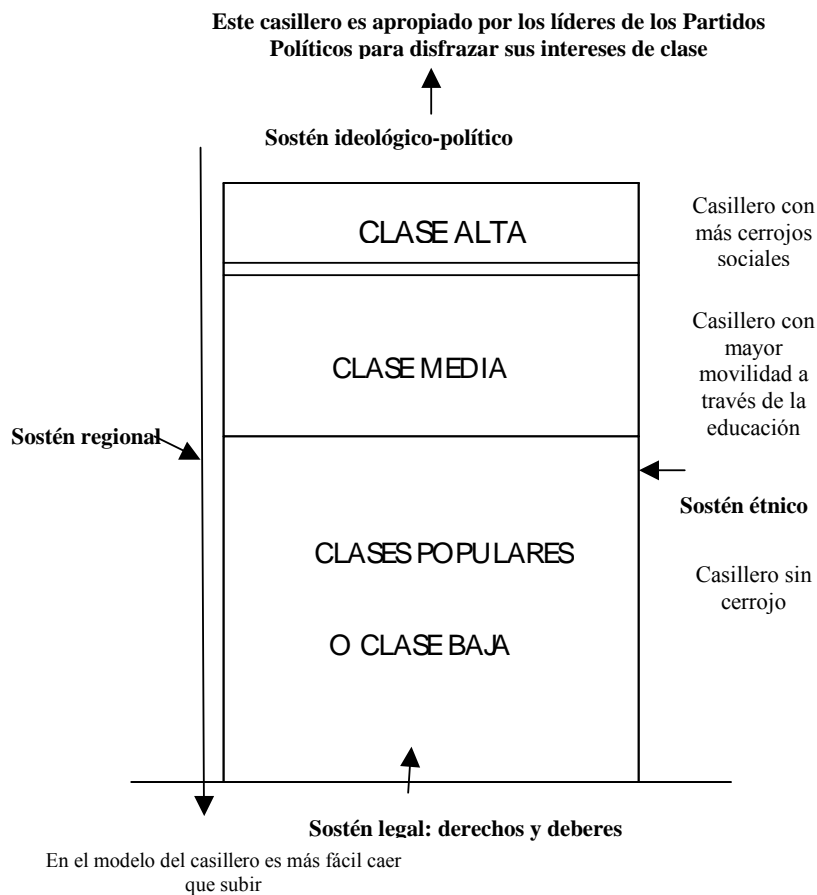 Este casillero es apropiado por los líderes de los Partidos
Políticos para disfrazar sus intereses de clase
Sostén ideológico-político
CLASE ALTA
Casillero con
más cerrojos
sociales
CLASE MEDIA
Casillero con
mayor
movilidad a
través de la
educación
Sostén regional
Sostén étnico
CLASES POPULARES
O CLASE BAJA
Casillero sin
cerrojo
Sostén legal: derechos y deberes
En el modelo del casillero es más fácil caer
que subir